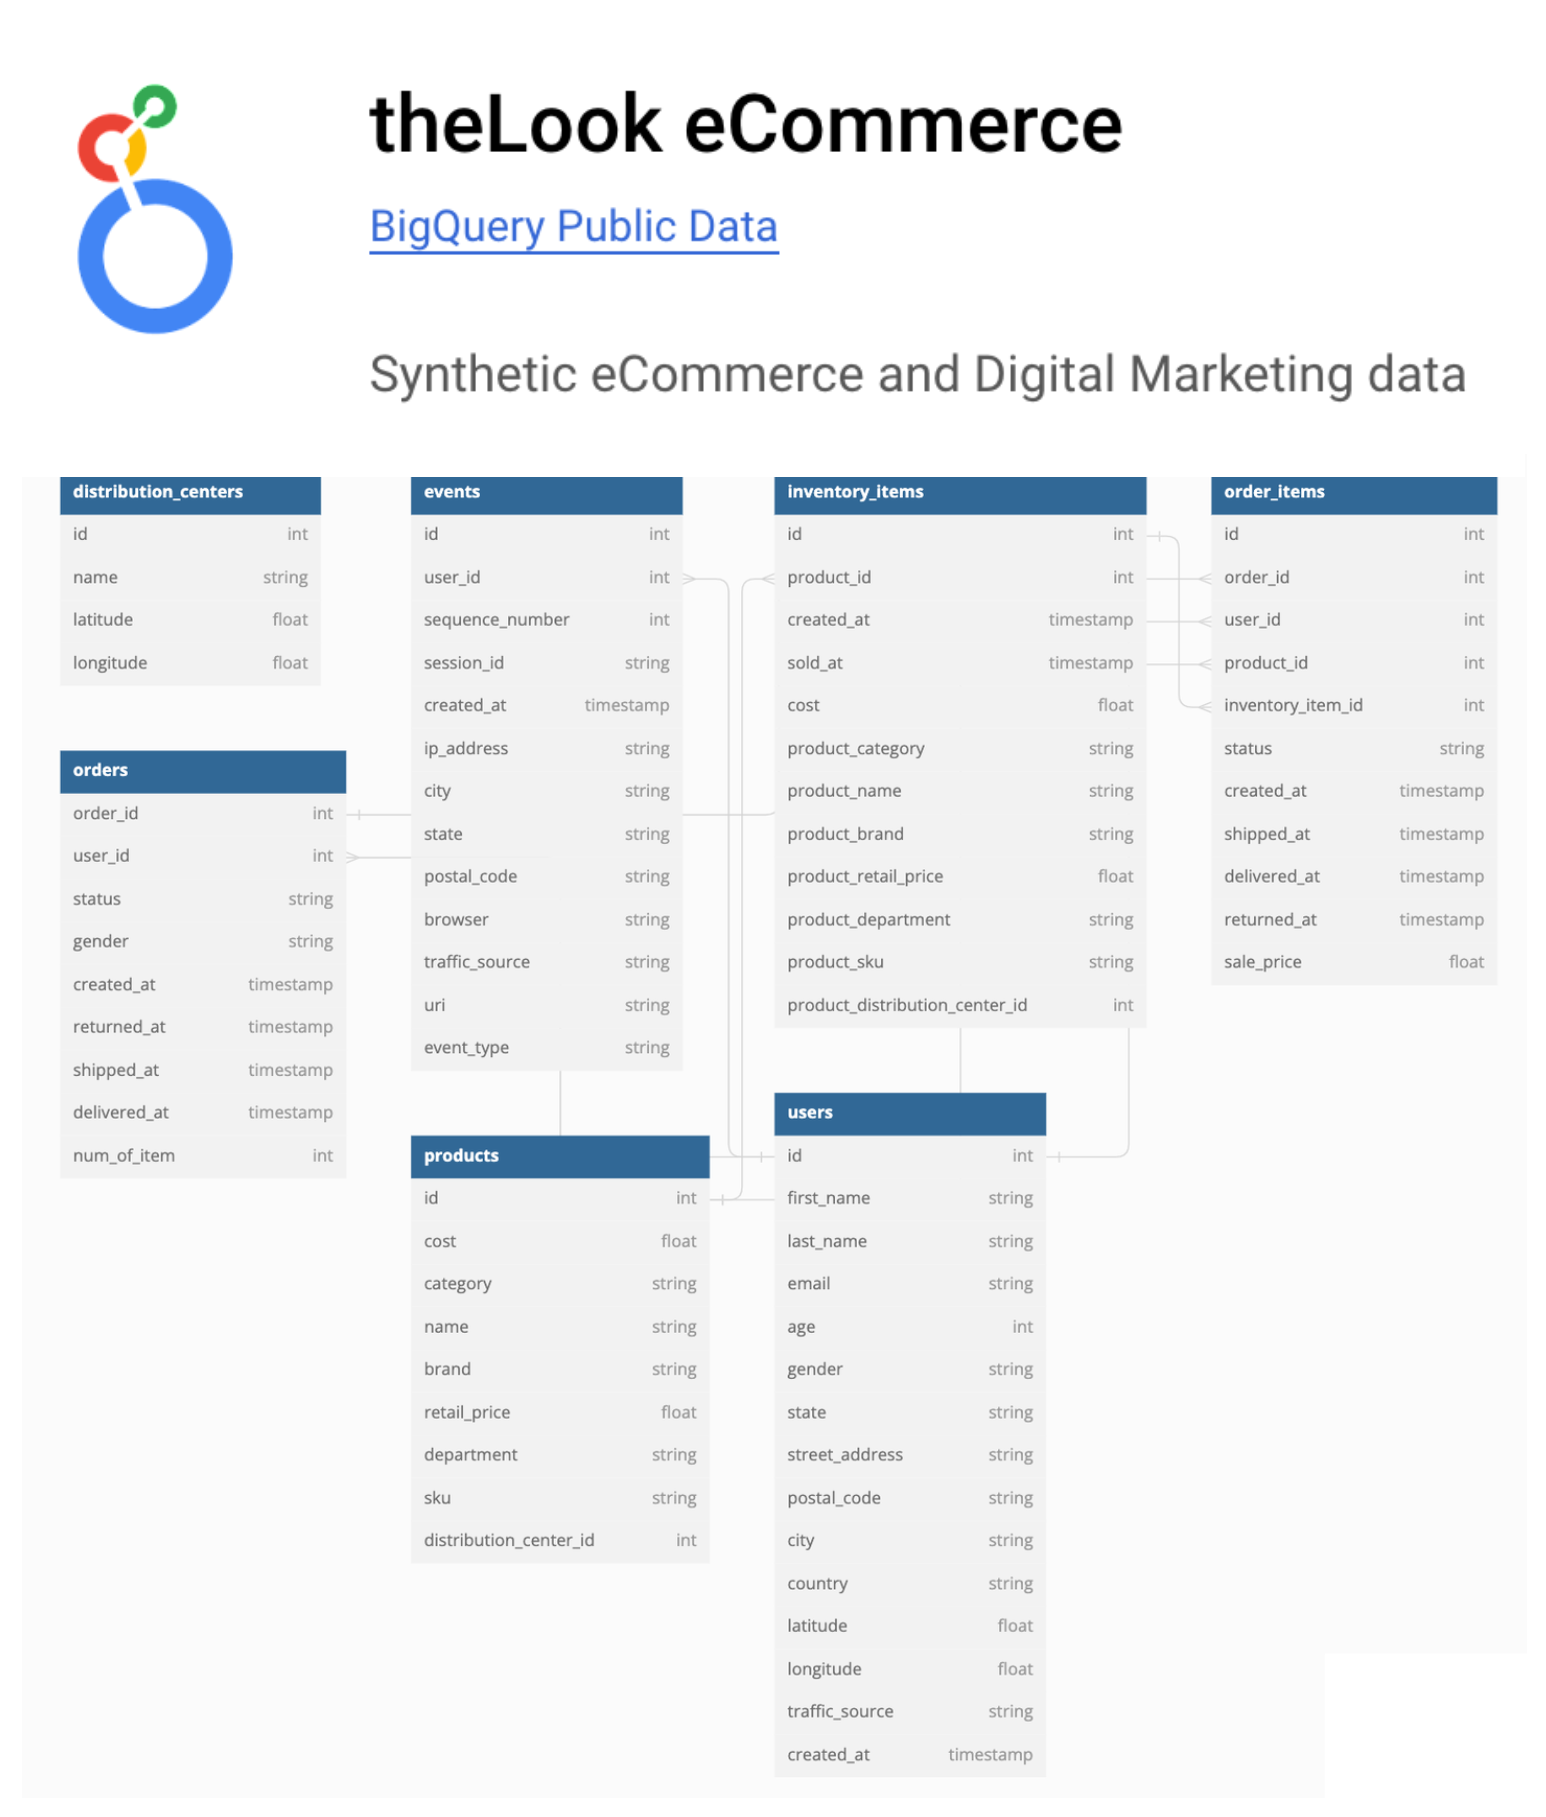 theLook eCommerce
BigQuery Public Data
Synthetic eCommerce and Digital Marketing data
distribution_centers
id int
name string
latitude float
longitude float
orders
order_id int
user_id int
status string
gender string
created_at timestamp
returned_at timestamp
shipped_at timestamp
delivered_at timestamp
num_of_item int
events
id int
user_id int
sequence_number int
session_id string
created_at timestamp
ip_address string
city string
state string
postal_code string
browser string
traffic_source string
uri string
event_type string
products
id int
cost float
category string
name string
brand string
retail_price float
department string
sku string
distribution_center_id int
inventory_items
id int
product_id int
created_at timestamp
sold_at timestamp
cost float
product_category string
product_name string
product_brand string
product_retail_price float
product_department string
product_sku string
product_distribution_center_id int
users
id int
first_name string
last_name string
email string
age int
gender string
state string
street_address string
postal_code string
city string
country string
latitude float
longitude float
traffic_source string
created_at timestamp
order_items
id int
order_id int
user_id int
product_id int
inventory_item_id int
status string
created_at timestamp
shipped_at timestamp
delivered_at timestamp
returned_at timestamp
sale_price float